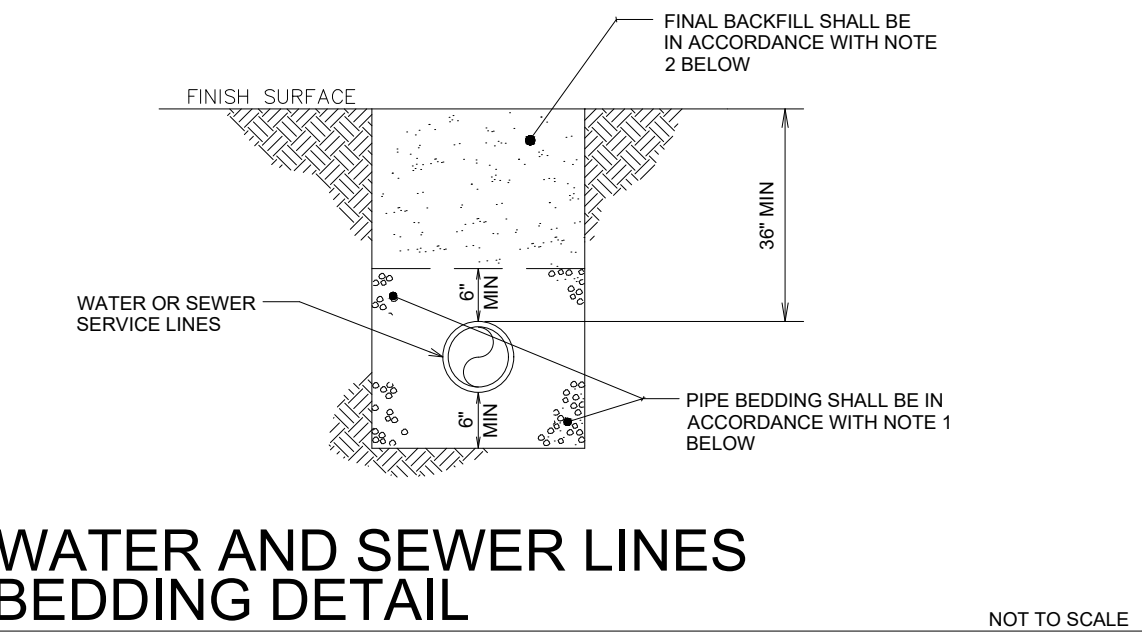 FINAL BACKFILL SHALL BE
IN ACCORDANCE WITH NOTE
2 BELOW
FINISH SURFACE
36" MIN
6"
MIN
WATER OR SEWER
SERVICE LINES
6"
MIN
PIPE BEDDING SHALL BE IN
ACCORDANCE WITH NOTE 1
BELOW
WATER AND SEWER LINES
BEDDING DETAIL
NOT TO SCALE